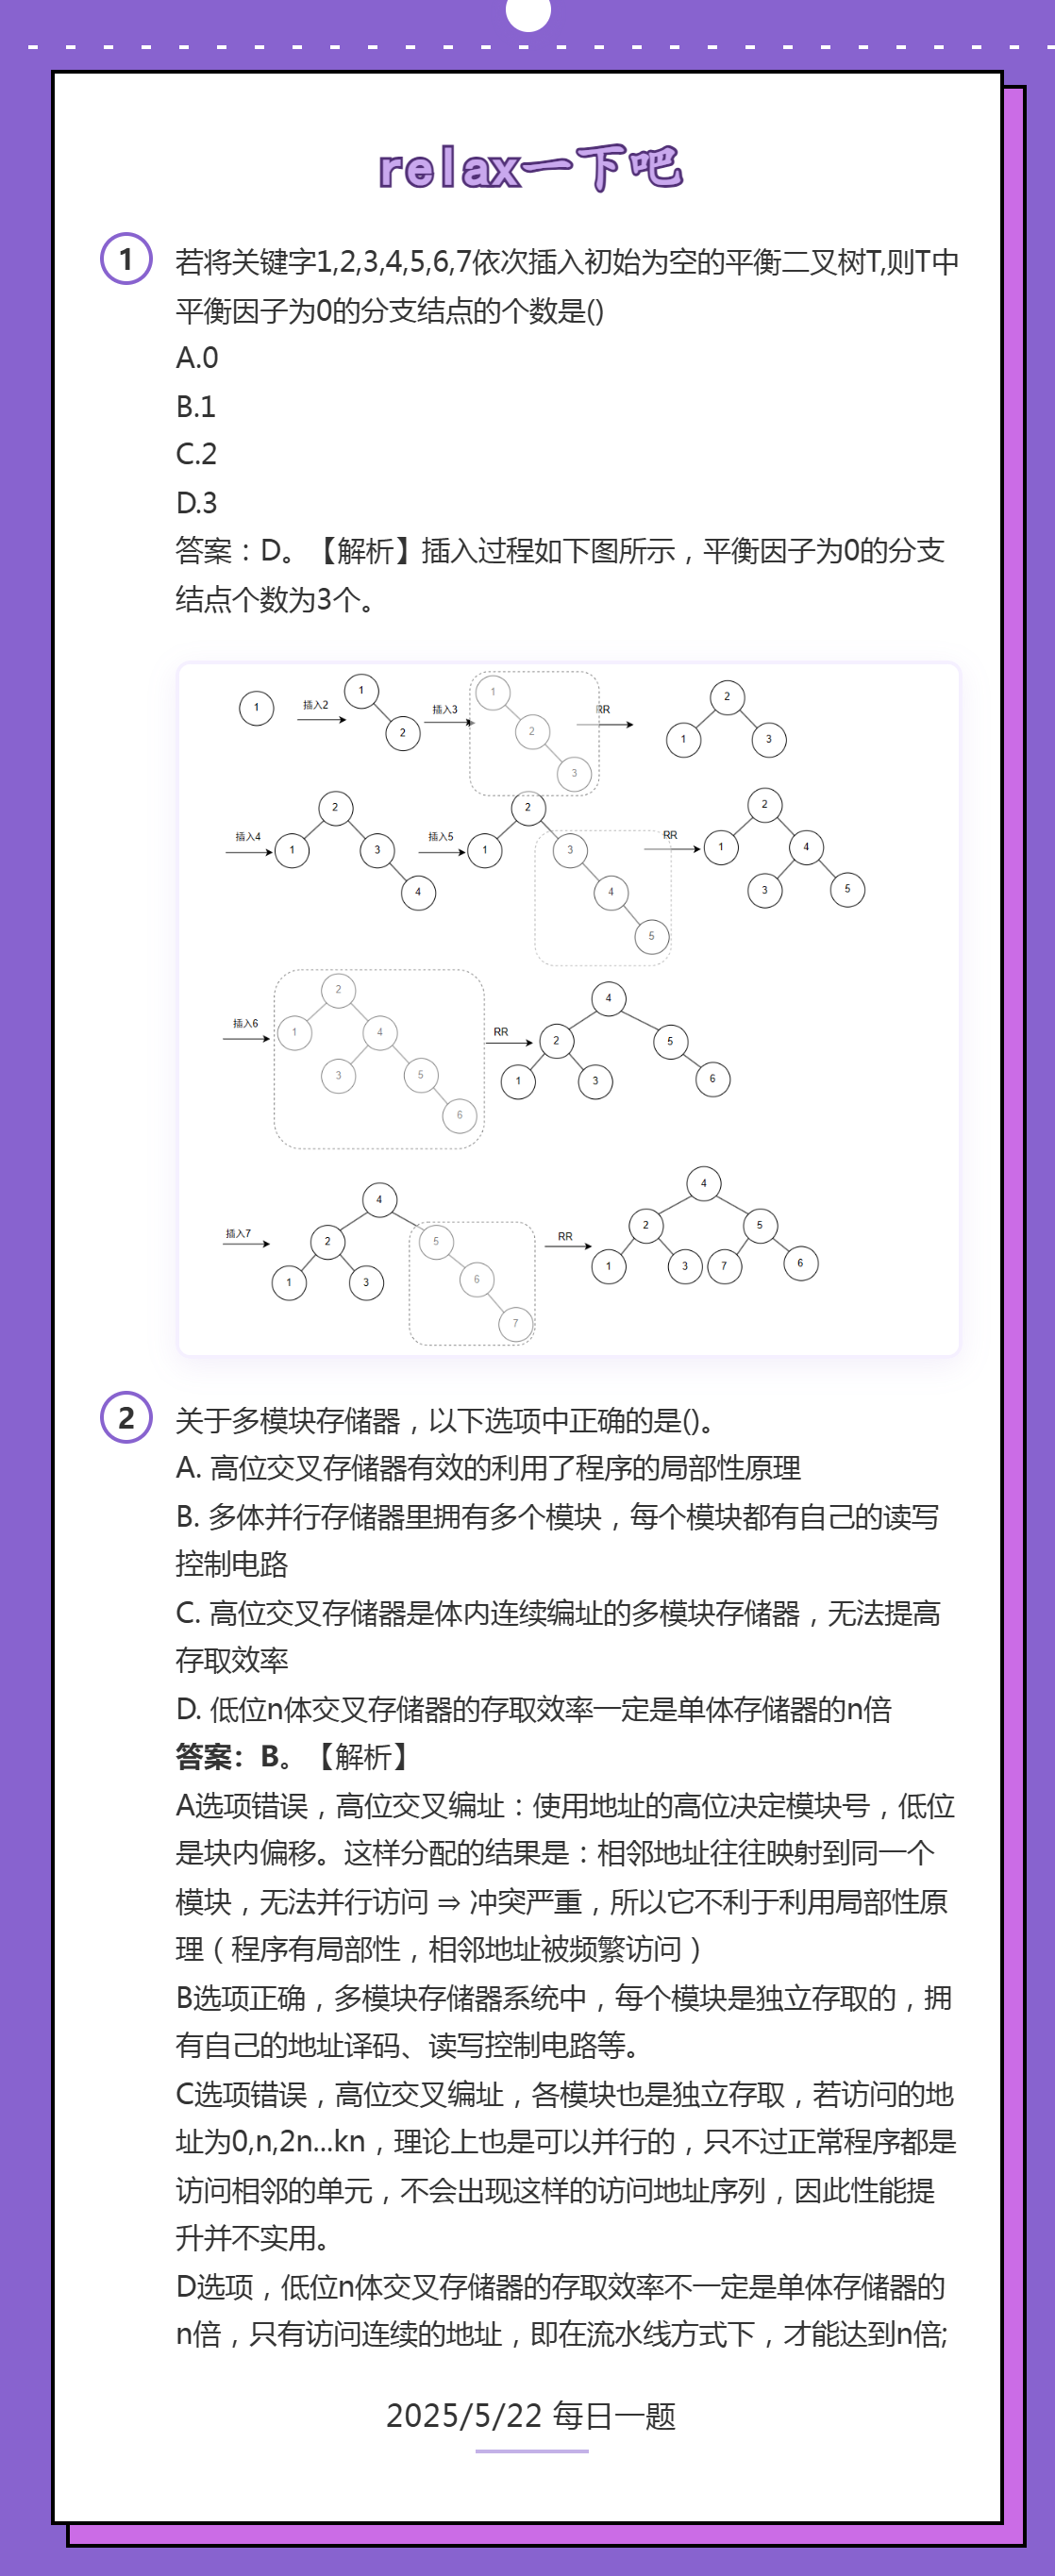 relax一下吧
1 若将关键字1,2,3,4,5,6,7依次插入初始为空的平衡二叉树T,则T中
平衡因子为0的分支结点的个数是()
A.0
B.1
C.2
D.3
答案：D。【解析】插入过程如下图所示，平衡因子为0的分支
结点个数为3个。
1 插入2 1 2 插入3 1 2 3 RR 2 1 3
插入4 2 1 3 4 插入5 2 1 3 4 5 RR 2 1 4 3 5
插入6 2 1 4 3 5 6 RR 4 2 5 1 3 6
插入7 4 2 5 1 3 6 7 RR 4 2 5 1 3 7 6
2 关于多模块存储器，以下选项中正确的是()。
A. 高位交叉存储器有效的利用了程序的局部性原理
B. 多体并行存储器里拥有多个模块，每个模块都有自己的读写
控制电路
C. 高位交叉存储器是体内连续编址的多模块存储器，无法提高
存取效率
D. 低位n体交叉存储器的存取效率一定是单体存储器的n倍
答案：B。【解析】
A选项错误，高位交叉编址：使用地址的高位决定模块号，低位
是块内偏移。这样分配的结果是：相邻地址往往映射到同一个
模块，无法并行访问 ⇒ 冲突严重，所以它不利于利用局部性原
理（程序有局部性，相邻地址被频繁访问）
B选项正确，多模块存储器系统中，每个模块是独立存取的，拥
有自己的地址译码、读写控制电路等。
C选项错误，高位交叉编址，各模块也是独立存取，若访问的地
址为0,n,2n...kn，理论上也是可以并行的，只不过正常程序都是
访问相邻的单元，不会出现这样的访问地址序列，因此性能提
升并不实用。
D选项，低位n体交叉存储器的存取效率不一定是单体存储器的
n倍，只有访问连续的地址，即在流水线方式下，才能达到n倍;
2025/5/22 每日一题